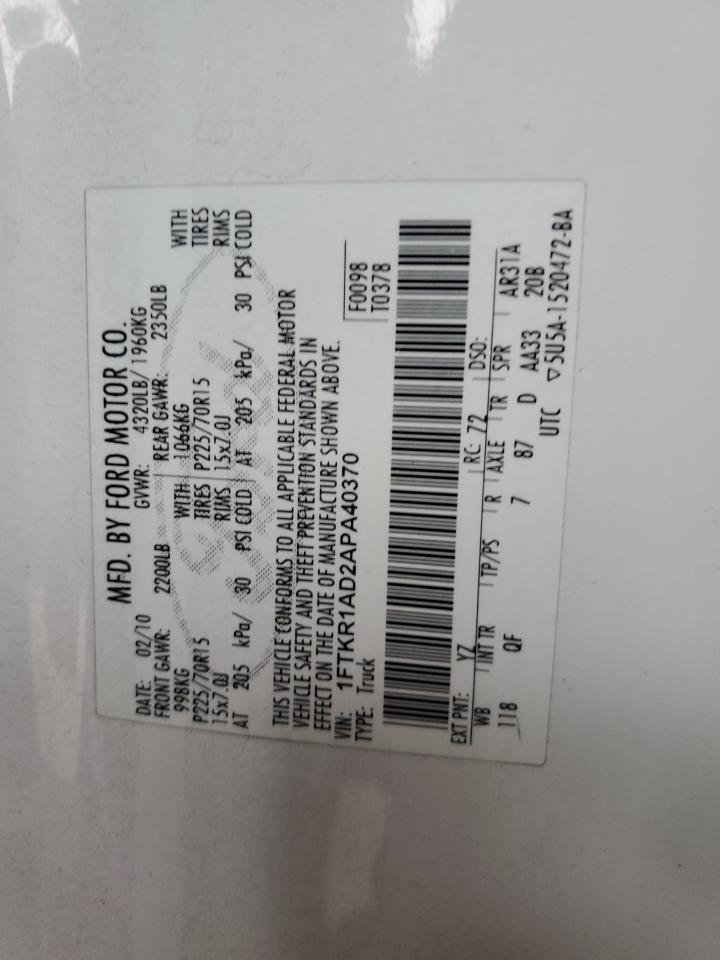 MFD. BY FORD MOTOR CO.
DATE: 02/10 GVWR: 4320LB/ 1960KG
FRONT GAWR: 2200LB REAR GAWR: 2350LB
998KG WITH 1066KG WITH
P225/70R15 TIRES P225/70R15 TIRES
15x7.0J RIMS 15x7.0J RIMS
AT 205 kPa/ 30 PSI COLD AT 205 kPa/ 30 PSI COLD
THIS VEHICLE CONFORMS TO ALL APPLICABLE FEDERAL MOTOR
VEHICLE SAFETY AND THEFT PREVENTION STANDARDS IN
EFFECT ON THE DATE OF MANUFACTURE SHOWN ABOVE.
VIN: 1FTKR1AD2APA40370 F0098
TYPE: Truck T0378
EXT PNT: YZ RC: 72 DSO:
WB INT TR TP/PS R AXLE TR SPR
118 QF 7 87 D AA33 AR31A
20B
UTC ▽5U5A-1520472-BA